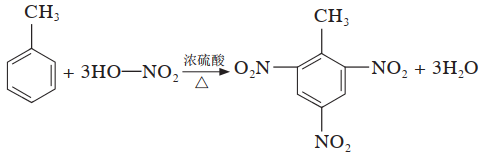 CH₃ CH₃
+ 3HO—NO₂ 浓硫酸 △ O₂N— —NO₂ + 3H₂O
NO₂